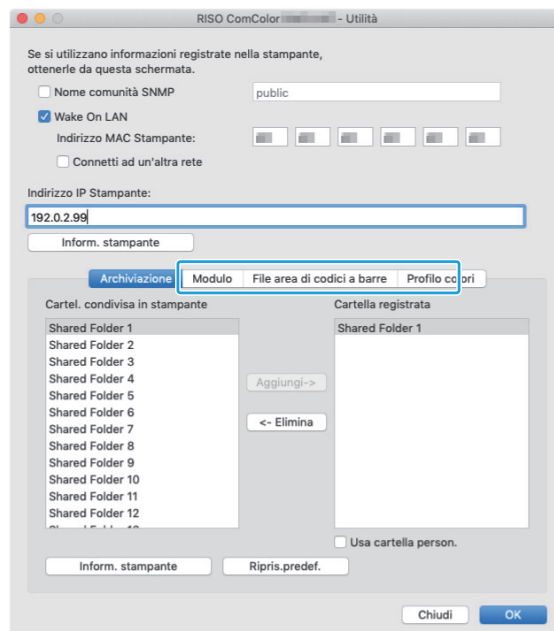 RISO ComColor - Utilità
Se si utilizzano informazioni registrate nella stampante,
ottenerle da questa schermata.
Nome comunità SNMP
public
Wake On LAN
Indirizzo MAC Stampante:
Connetti ad un'altra rete
Indirizzo IP Stampante:
192.0.2.99
Inform. stampante
Archiviazione Modulo File area di codici a barre Profilo colori
Cartel. condivisa in stampante
Cartella registrata
Shared Folder 1
Shared Folder 2
Shared Folder 3
Shared Folder 4
Shared Folder 5
Shared Folder 6
Shared Folder 7
Shared Folder 8
Shared Folder 9
Shared Folder 10
Shared Folder 11
Shared Folder 12
Shared Folder 1
Aggiungi->
<- Elimina
Usa cartella person.
Inform. stampante
Ripris.predef.
Chiudi
OK